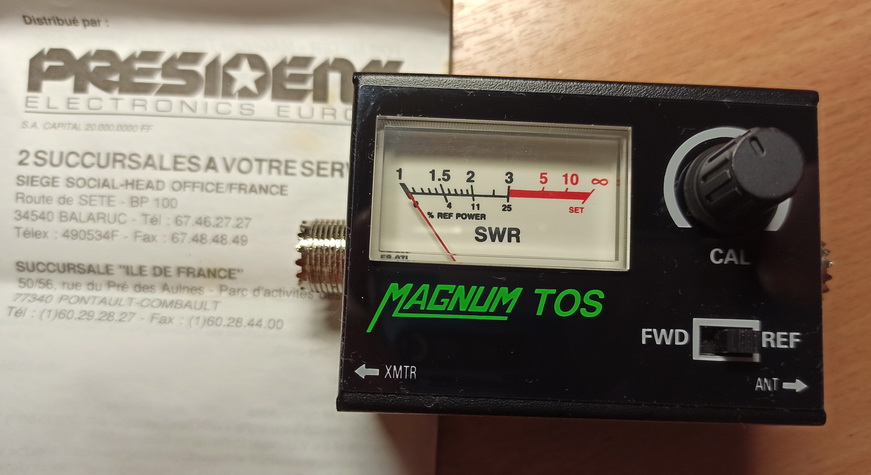 Distribué par :
PRESIDENT
ELECTRONICS EURO
S.A. CAPITAL 20.000.0000 FF
2 SUCCURSALES A VOTRE SERV
SIEGE SOCIAL-HEAD OFFICE/FRANCE
Route de SETE - BP 100
34540 BALARUC - Tél : 67.46.27.27
Télex : 490534F - Fax : 67.48.48.49
SUCCURSALE "ILE DE FRANCE"
50/56, rue du Pré des Aulnes - Parc d'activités
77340 PONTAULT-COMBAULT
Tél : (1)60.29.28.27 - Fax : (1)60.28.44.00
1 1.5 2 3 5 10 ∞
0 4 11 25 SET
% REF POWER
SWR
CAL
MAGNUM TOS
FWD REF
XMTR
ANT